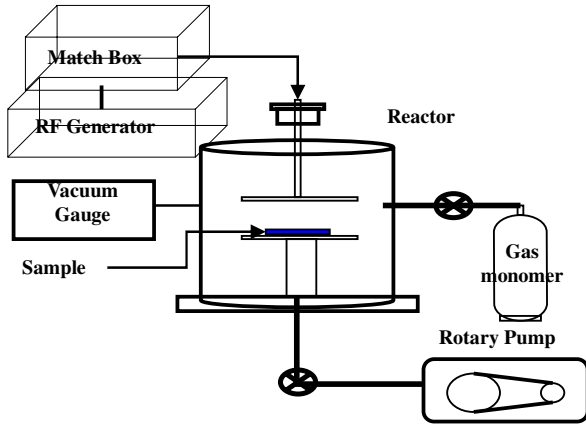 Match Box
RF Generator
Reactor
Vacuum
Gauge
Sample
Gas
monomer
Rotary Pump